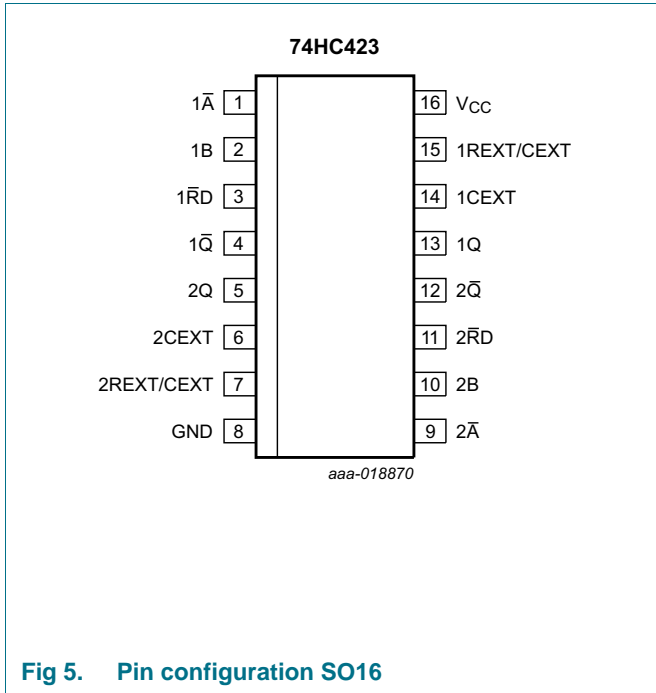 74HC423
1A̅ 1 16 VCC
1B 2 15 1REXT/CEXT
1R̅D 3 14 1CEXT
1Q̅ 4 13 1Q
2Q 5 12 2Q̅
2CEXT 6 11 2R̅D
2REXT/CEXT 7 10 2B
GND 8 9 2A̅
aaa-018870
Fig 5. Pin configuration SO16